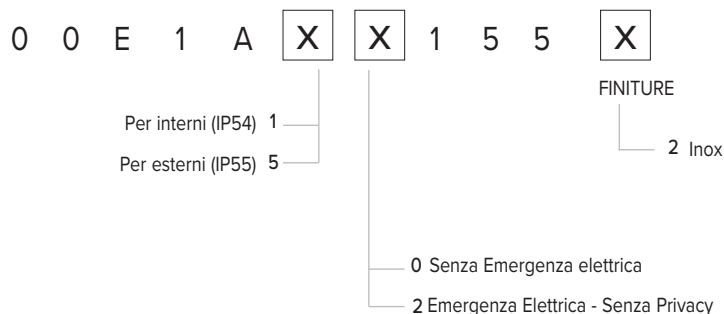 0 0 E 1 A X X 1 5 5 X
FINITURE
Per interni (IP54) 1
2 Inox
Per esterni (IP55) 5
0 Senza Emergenza elettrica
2 Emergenza Elettrica - Senza Privacy